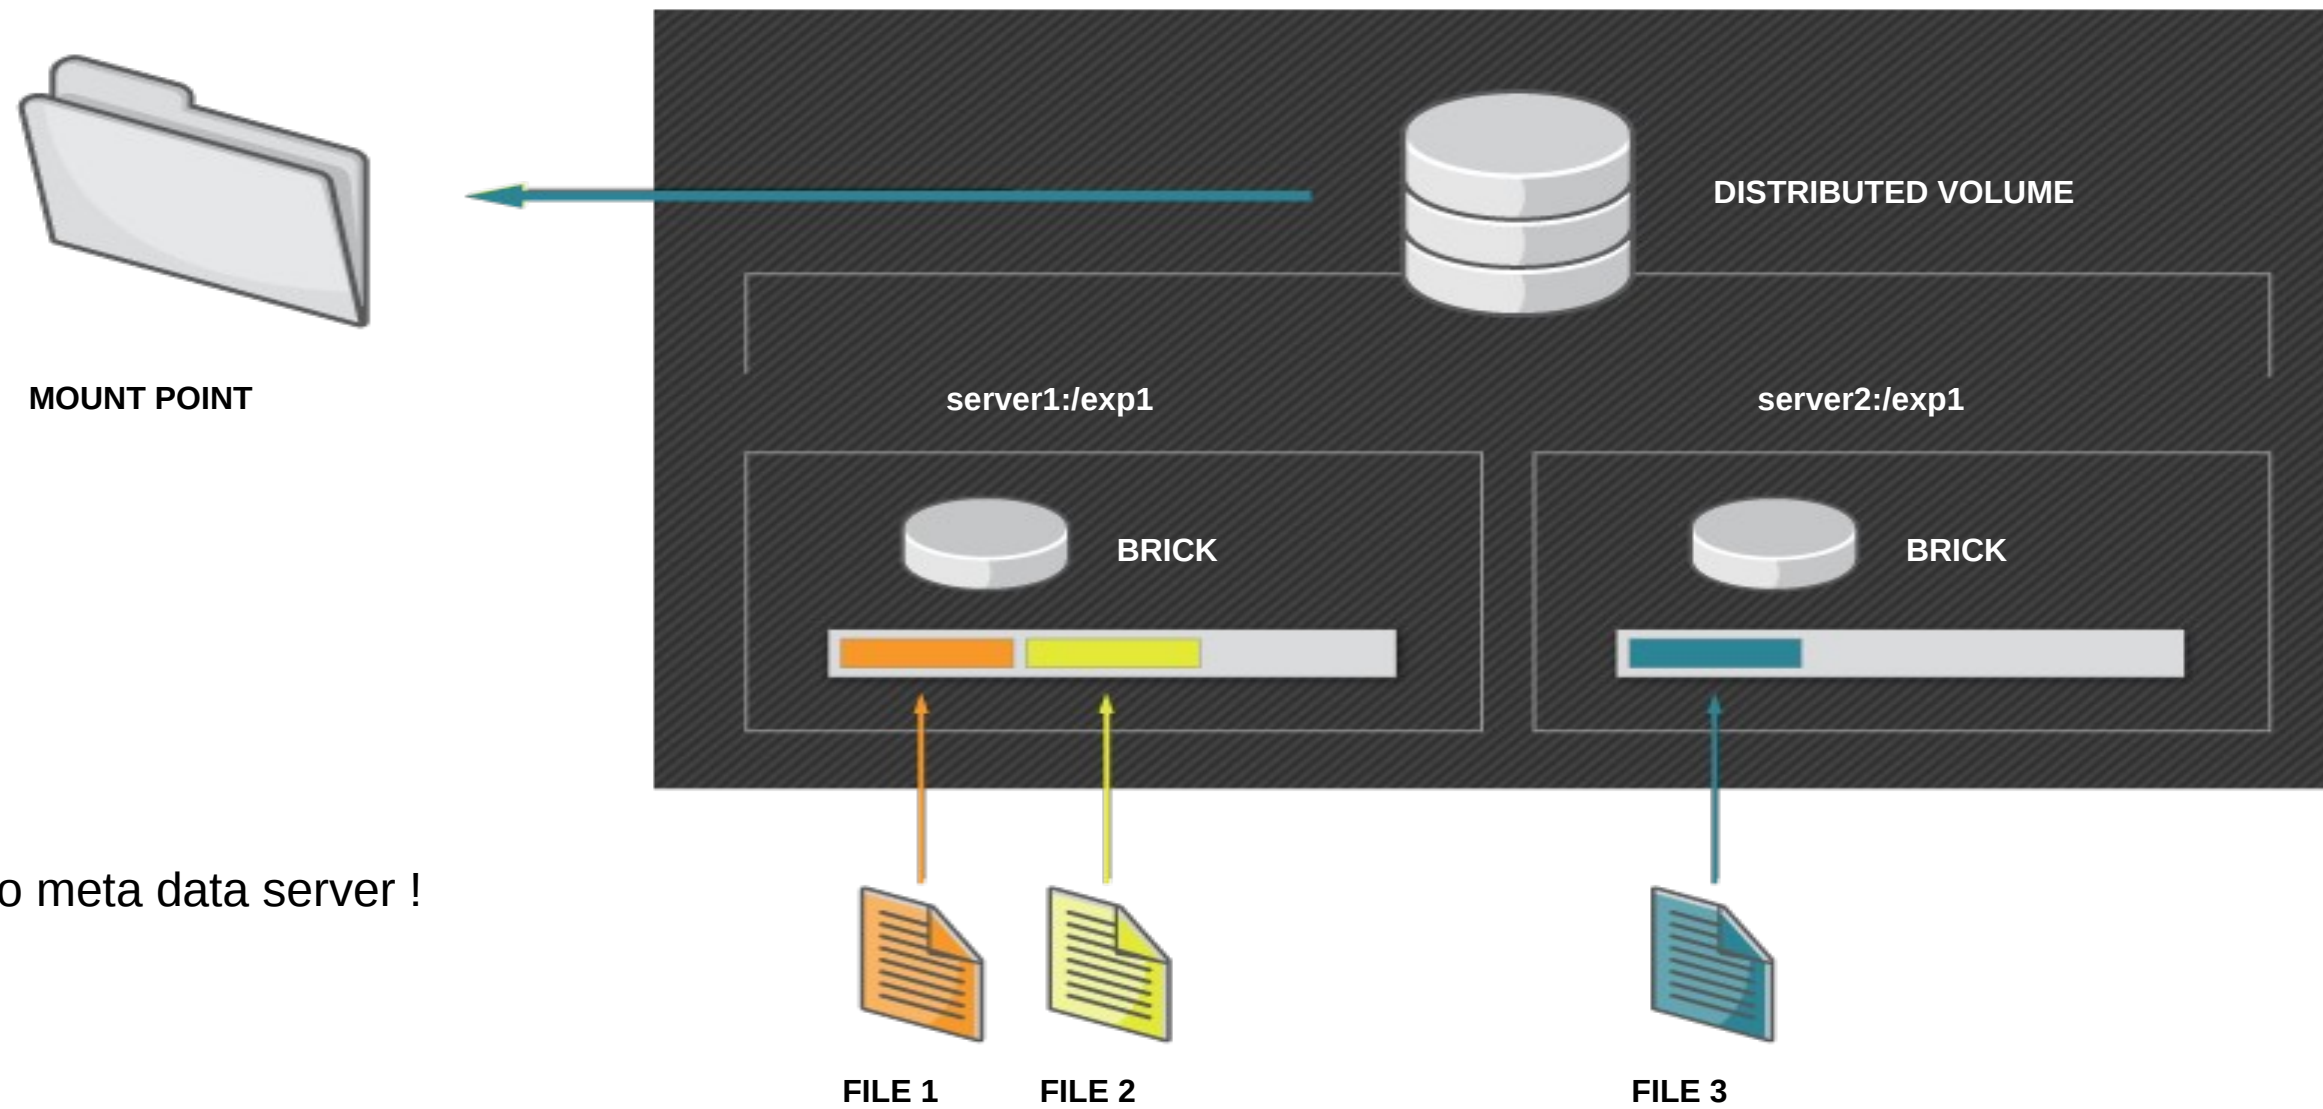 DISTRIBUTED VOLUME
MOUNT POINT
server1:/exp1
server2:/exp1
BRICK
BRICK
o meta data server !
FILE 1
FILE 2
FILE 3